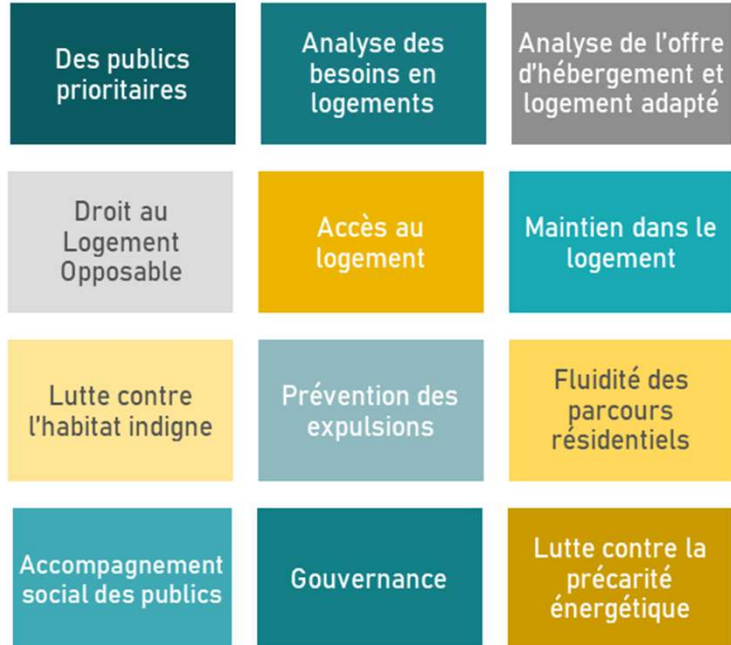 Des publics
prioritaires
Analyse des
besoins en
logements
Analyse de l'offre
d'hébergement et
logement adapté
Droit au
Logement
Opposable
Accès au
logement
Maintien dans le
logement
Lutte contre
l'habitat indigne
Prévention des
expulsions
Fluidité des
parcours
résidentiels
Accompagnement
social des publics
Gouvernance
Lutte contre la
précarité
énergétique